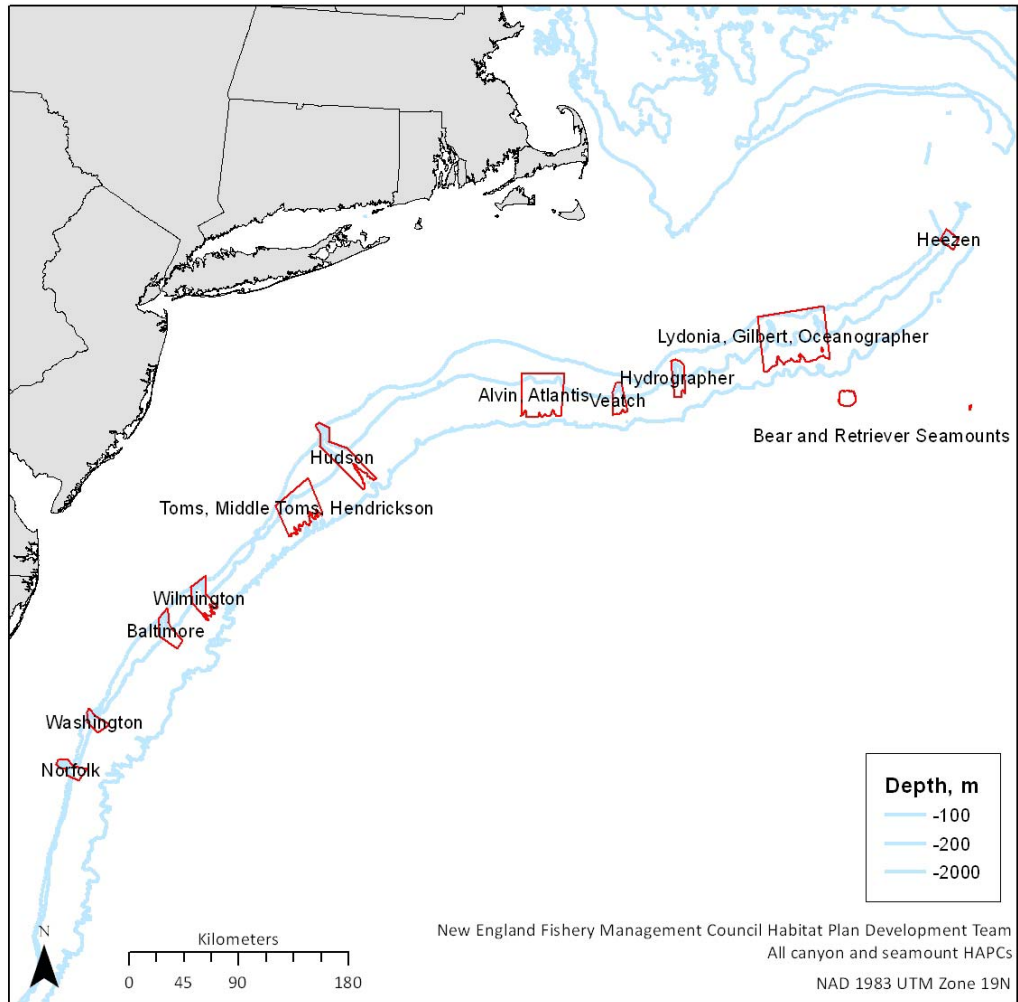 Heezen
Lydonia, Gilbert, Oceanographer
Hydrographer
Alvin, Atlantis
Veatch
Bear and Retriever Seamounts
Hudson
Toms, Middle Toms, Hendrickson
Wilmington
Baltimore
Washington
Norfolk
Depth, m
-100
-200
-2000
N
Kilometers
0 45 90 180
New England Fishery Management Council Habitat Plan Development Team
All canyon and seamount HAPCs
NAD 1983 UTM Zone 19N